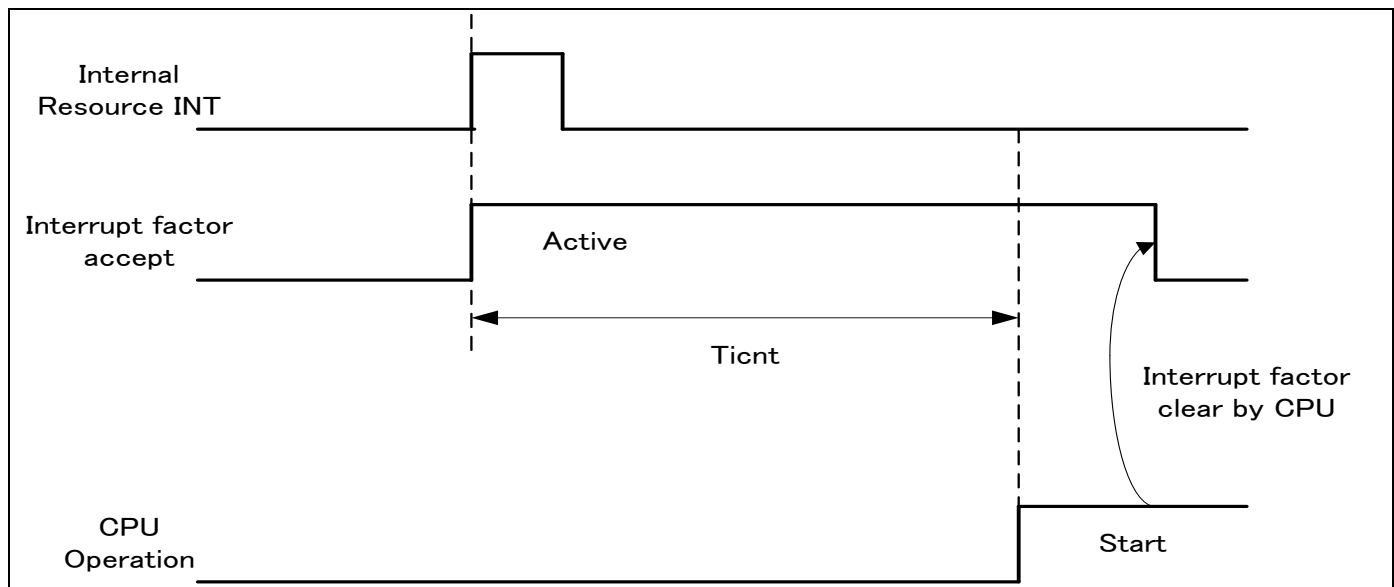 Internal
Resource INT
Interrupt factor
accept
Active
Ticnt
Interrupt factor
clear by CPU
CPU
Operation
Start